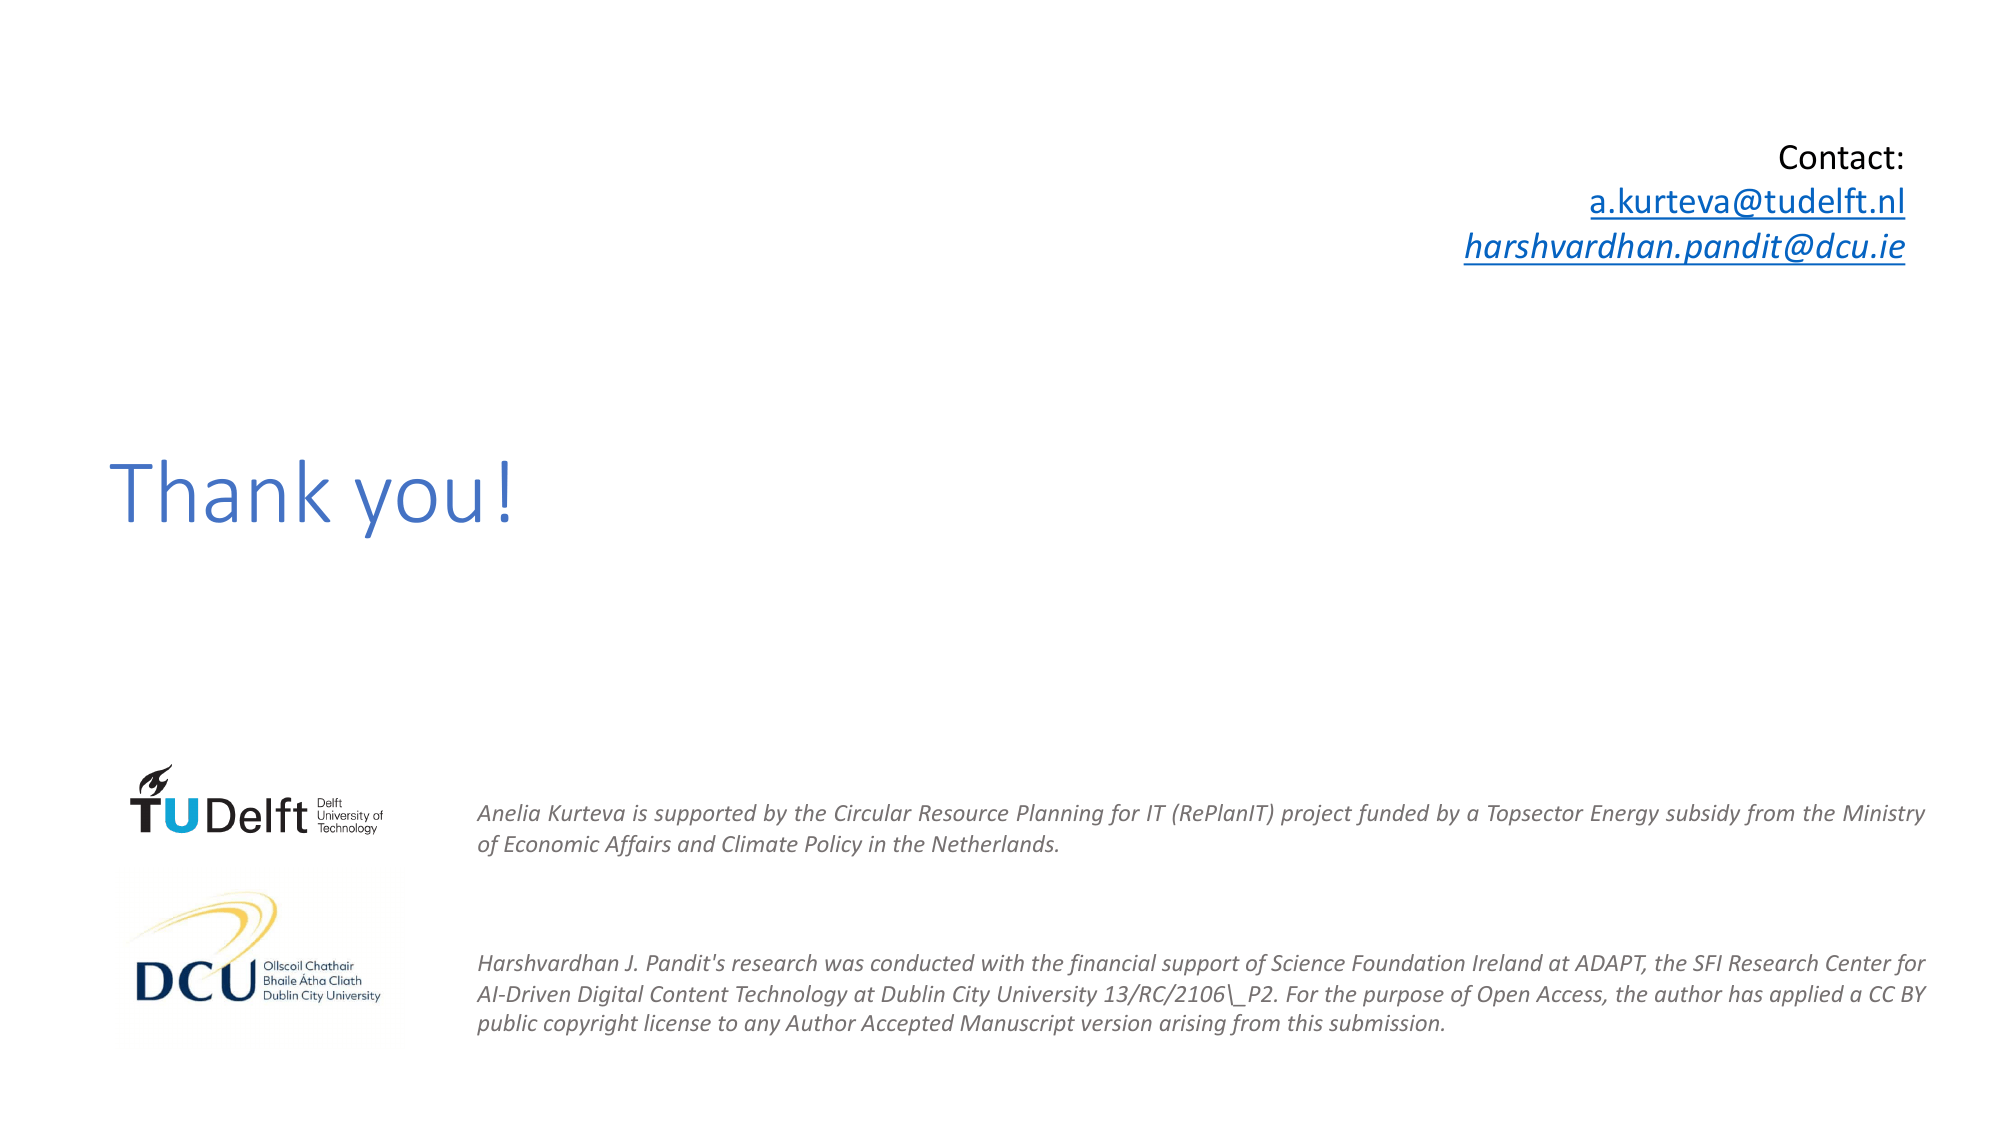 Contact:
a.kurteva@tudelft.nl
harshvardhan.pandit@dcu.ie
Thank you!
TUDelft
Delft
University of
Technology
Anelia Kurteva is supported by the Circular Resource Planning for IT (RePlanIT) project funded by a Topsector Energy subsidy from the Ministry
of Economic Affairs and Climate Policy in the Netherlands.
DCU
Ollscoil Chathair
Bhaile Átha Cliath
Dublin City University
Harshvardhan J. Pandit's research was conducted with the financial support of Science Foundation Ireland at ADAPT, the SFI Research Center for
AI-Driven Digital Content Technology at Dublin City University 13/RC/2106\_P2. For the purpose of Open Access, the author has applied a CC BY
public copyright license to any Author Accepted Manuscript version arising from this submission.